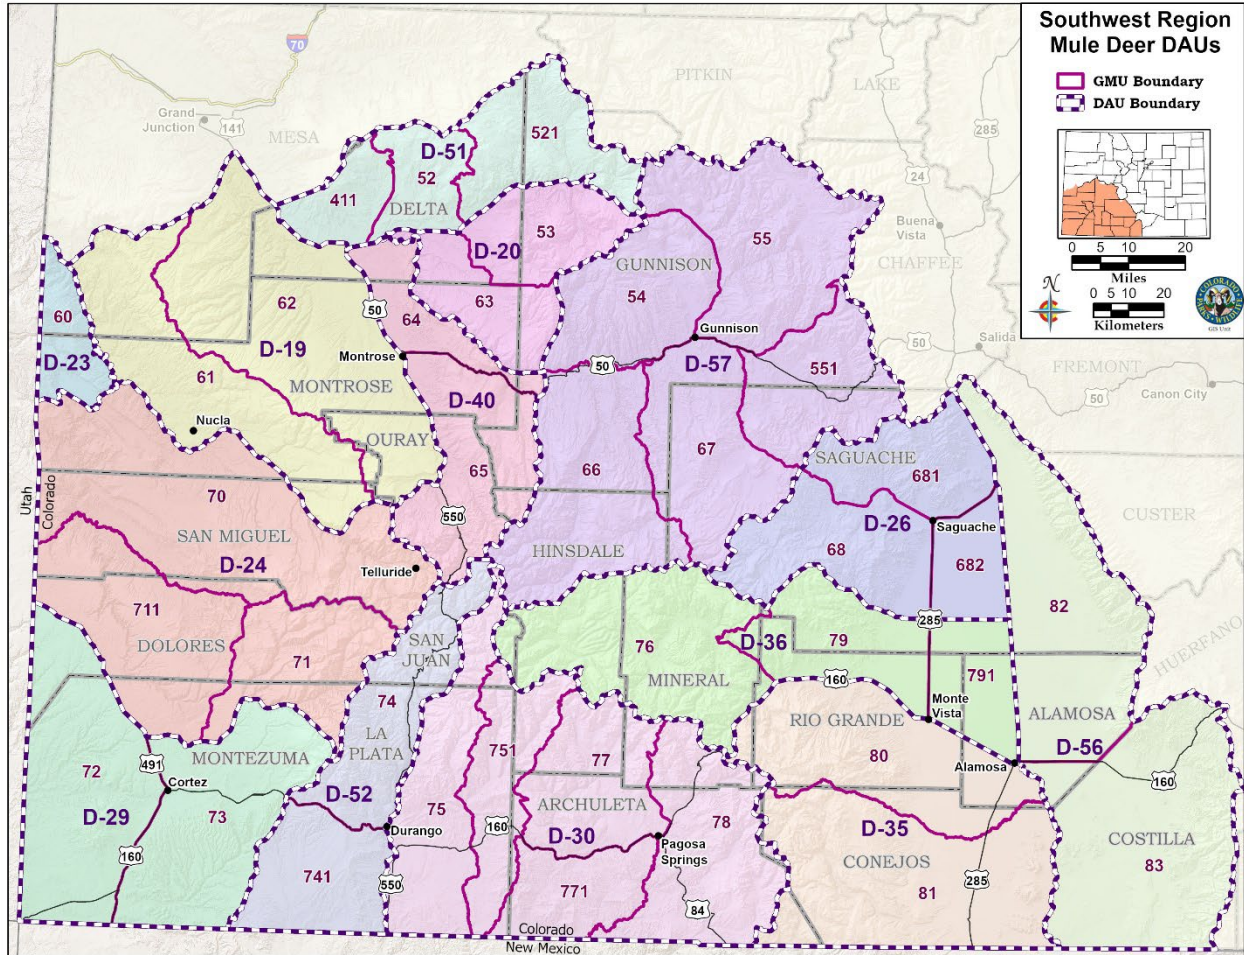 Southwest Region
Mule Deer DAUs
GMU Boundary
DAU Boundary
0 5 10 20
Miles
0 5 10 20
Kilometers
N
COLORADO
PARKS
WILDLIFE
GIS Unit
70
PITKIN
LAKE
Grand
Junction
141
MESA
285
521
D-51
52
411
DELTA
24
53
D-20
55
Buena
Vista
CHAFFEE
GUNNISON
54
60
62
63
50
64
Gunnison
Salida
50
D-23
D-19
Montrose
50
D-57
551
FREMONT
61
MONTROSE
D-40
50
Canon City
Nucla
OURAY
67
SAGUACHE
66
65
681
Utah
Colorado
70
550
Saguache
CUSTER
SAN MIGUEL
D-26
HINSDALE
68
D-24
Telluride
682
711
285
82
DOLORES
SAN
JUAN
71
76
D-36
79
HUERFANO
MINERAL
160
791
74
Monte
Vista
RIO GRANDE
ALAMOSA
LA
PLATA
MONTEZUMA
751
77
80
D-56
491
72
Cortez
Alamosa
160
D-52
75
ARCHULETA
D-29
73
78
160
D-30
D-35
Durango
Pagosa
Springs
COSTILLA
160
CONEJOS
83
741
550
771
285
81
84
Colorado
New Mexico